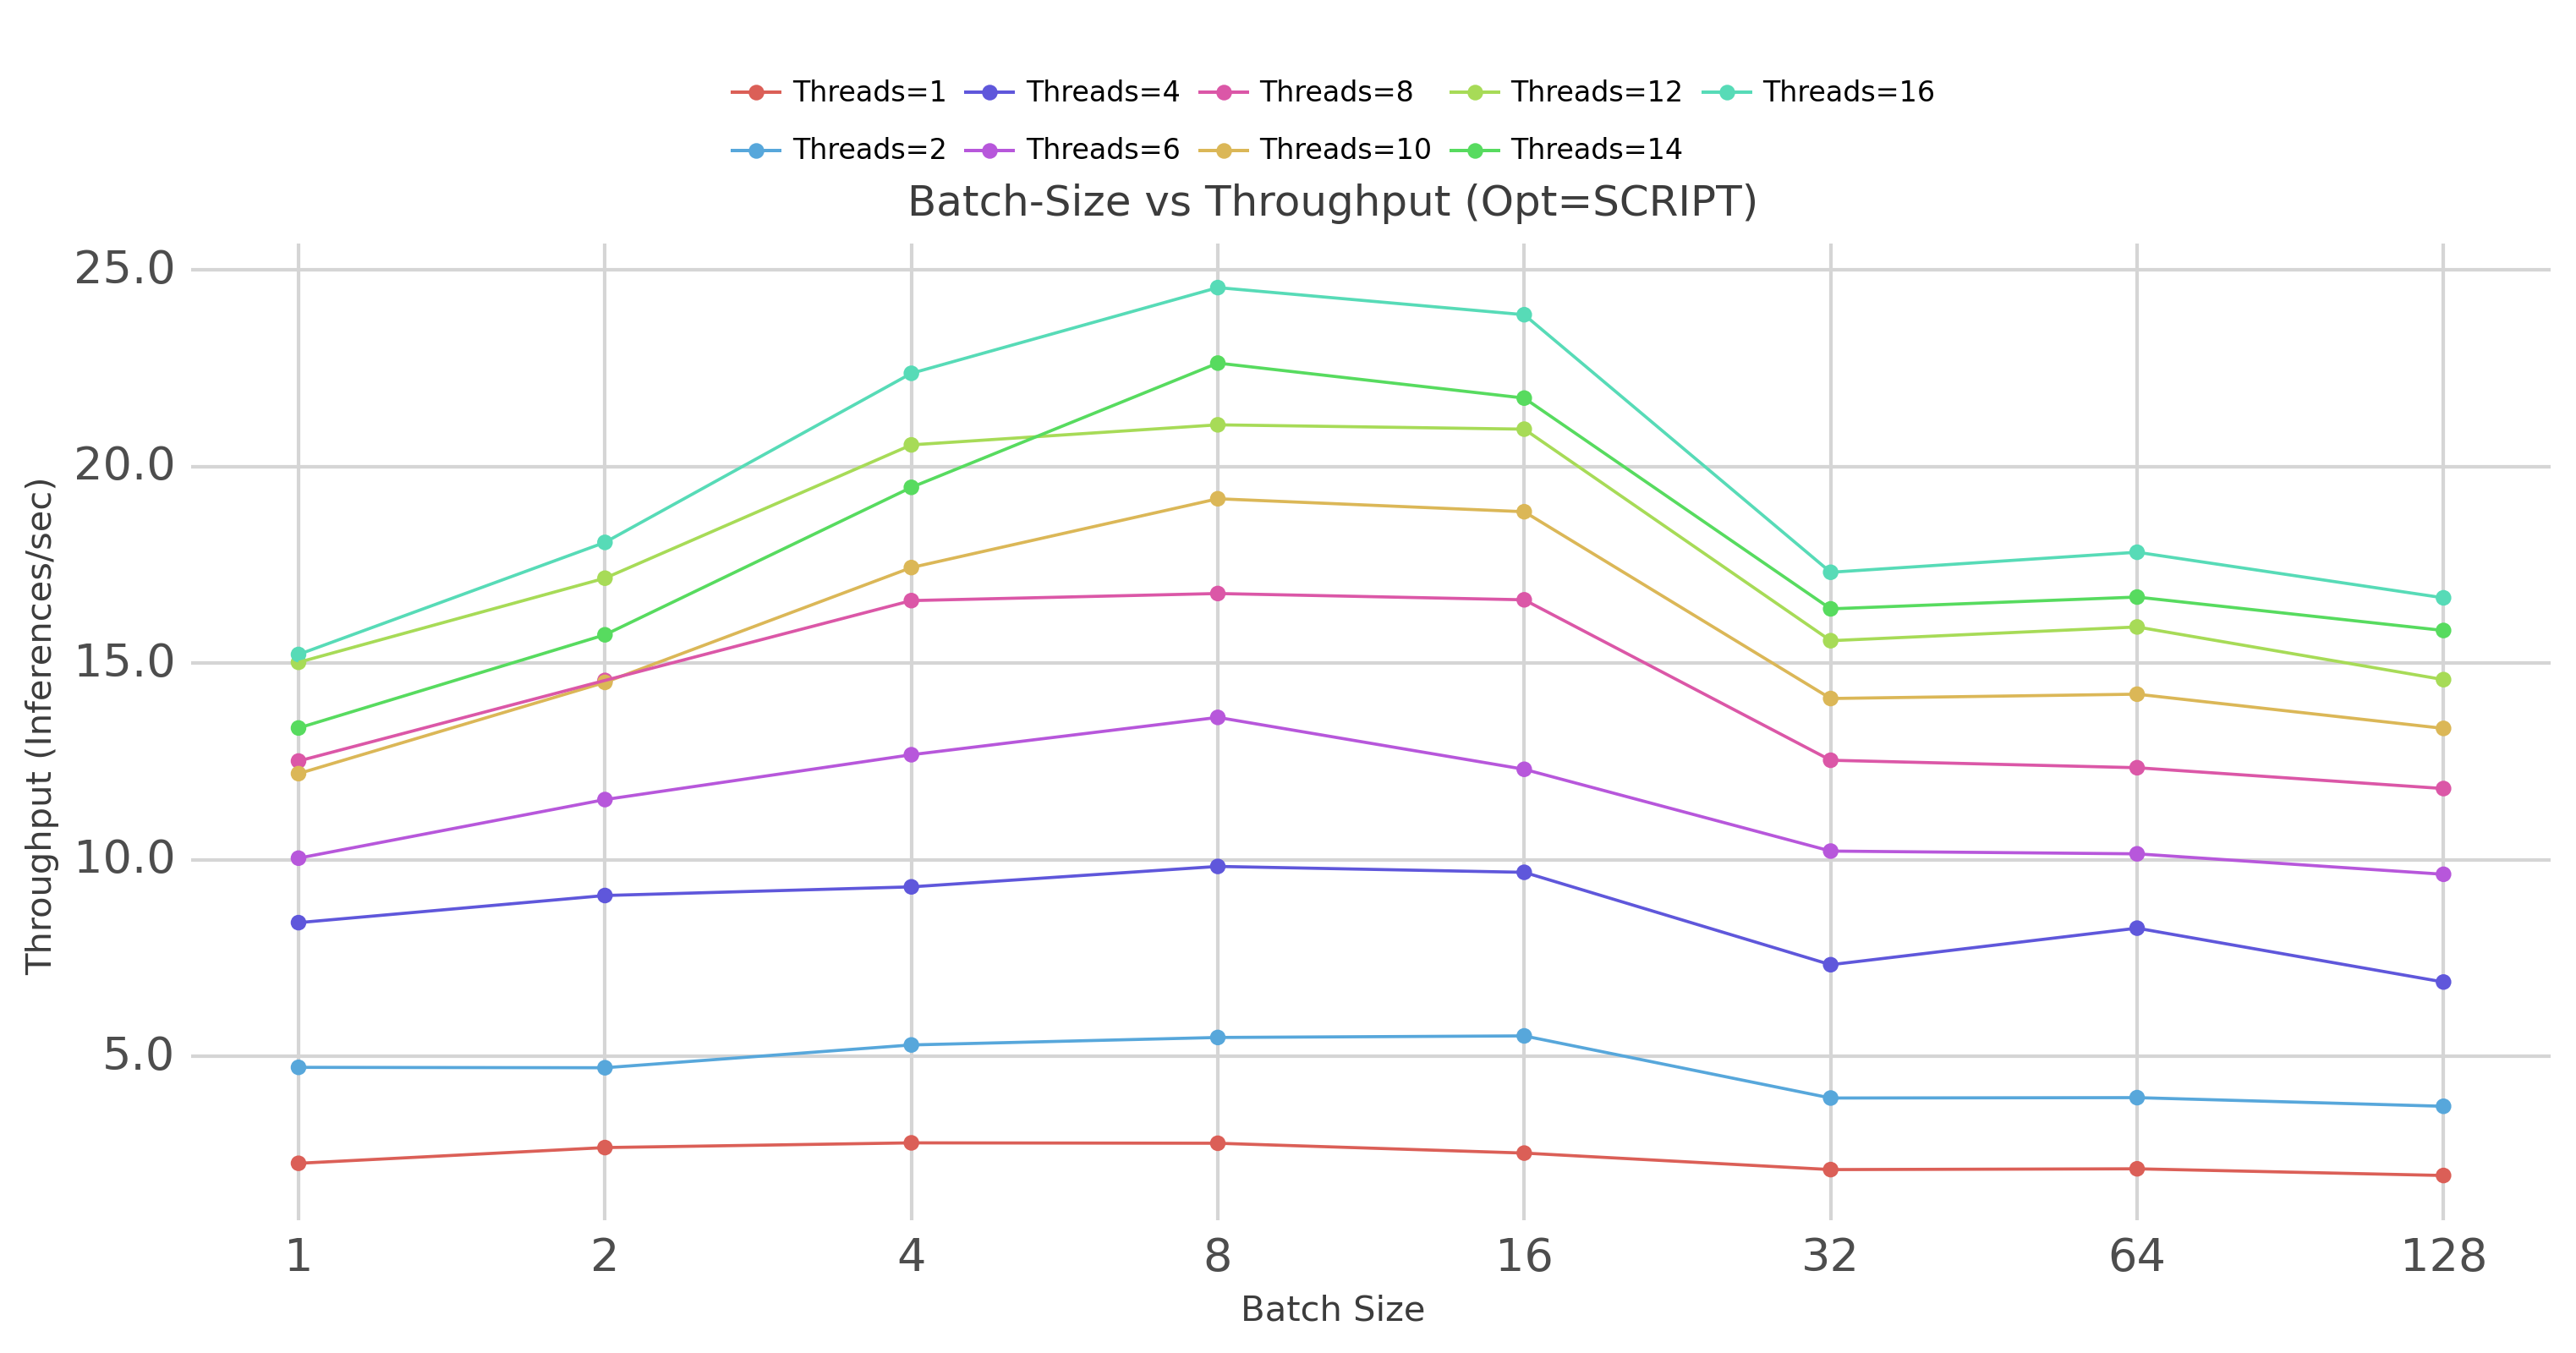 Threads=1 Threads=4 Threads=8 Threads=12 Threads=16
Threads=2 Threads=6 Threads=10 Threads=14
Batch-Size vs Throughput (Opt=SCRIPT)
Throughput (Inferences/sec)
25.0
20.0
15.0
10.0
5.0
1 2 4 8 16 32 64 128
Batch Size